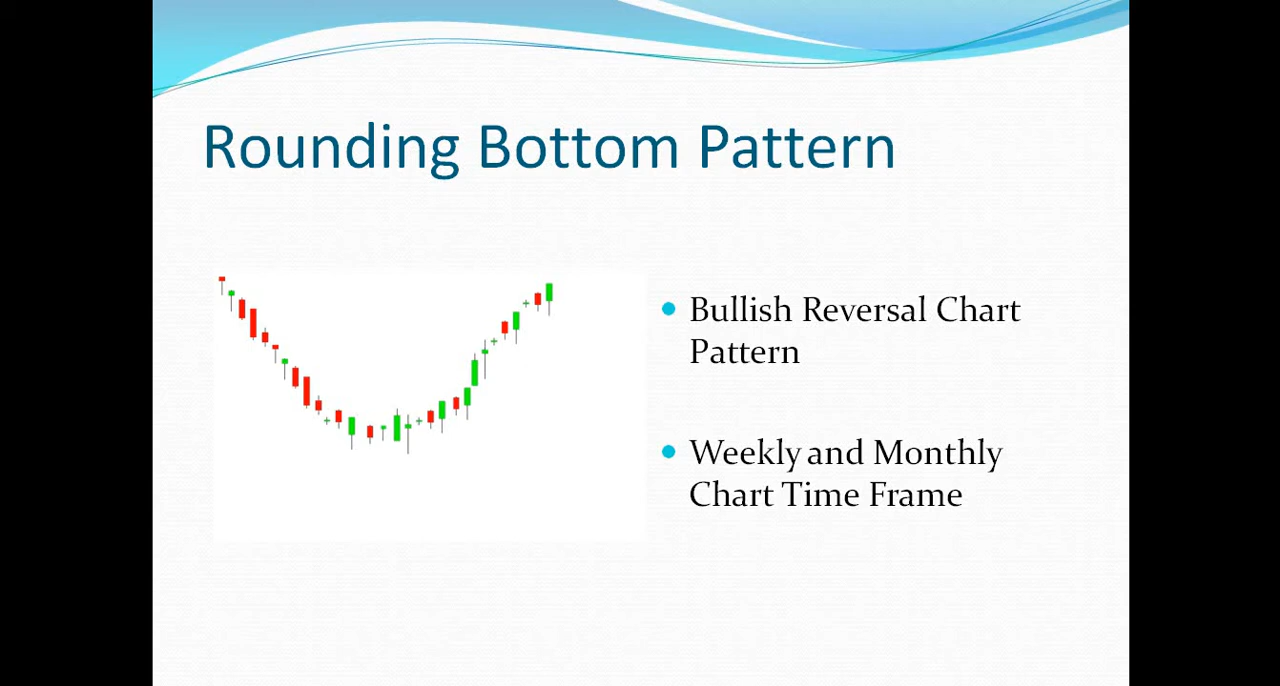 Rounding Bottom Pattern
Bullish Reversal Chart
Pattern
Weekly and Monthly
Chart Time Frame